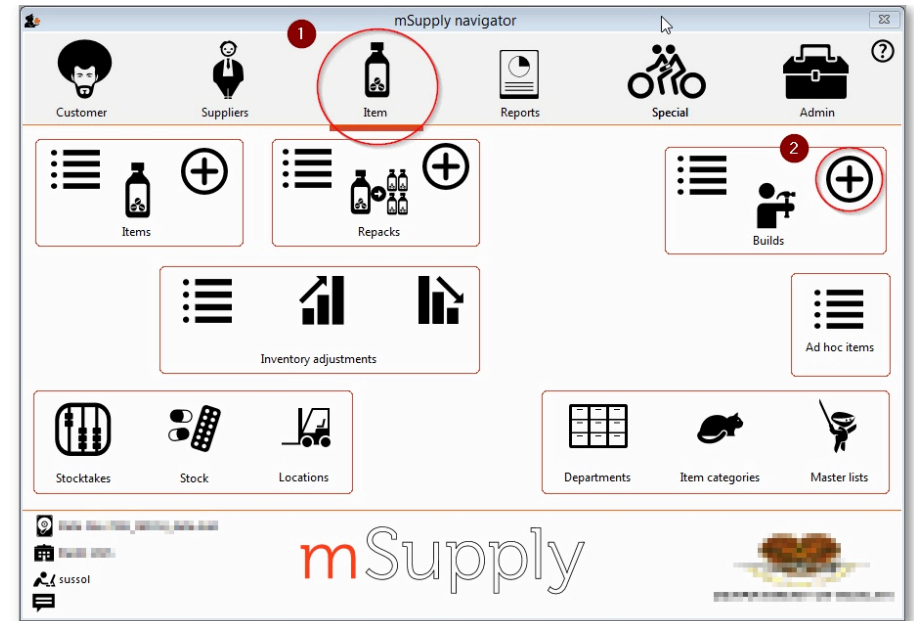 mSupply navigator
1
?
Customer
Suppliers
Item
Reports
Special
Admin
2
Items
Repacks
Builds
Inventory adjustments
Ad hoc items
Stocktakes
Stock
Locations
Departments
Item categories
Master lists
sussol
mSupply